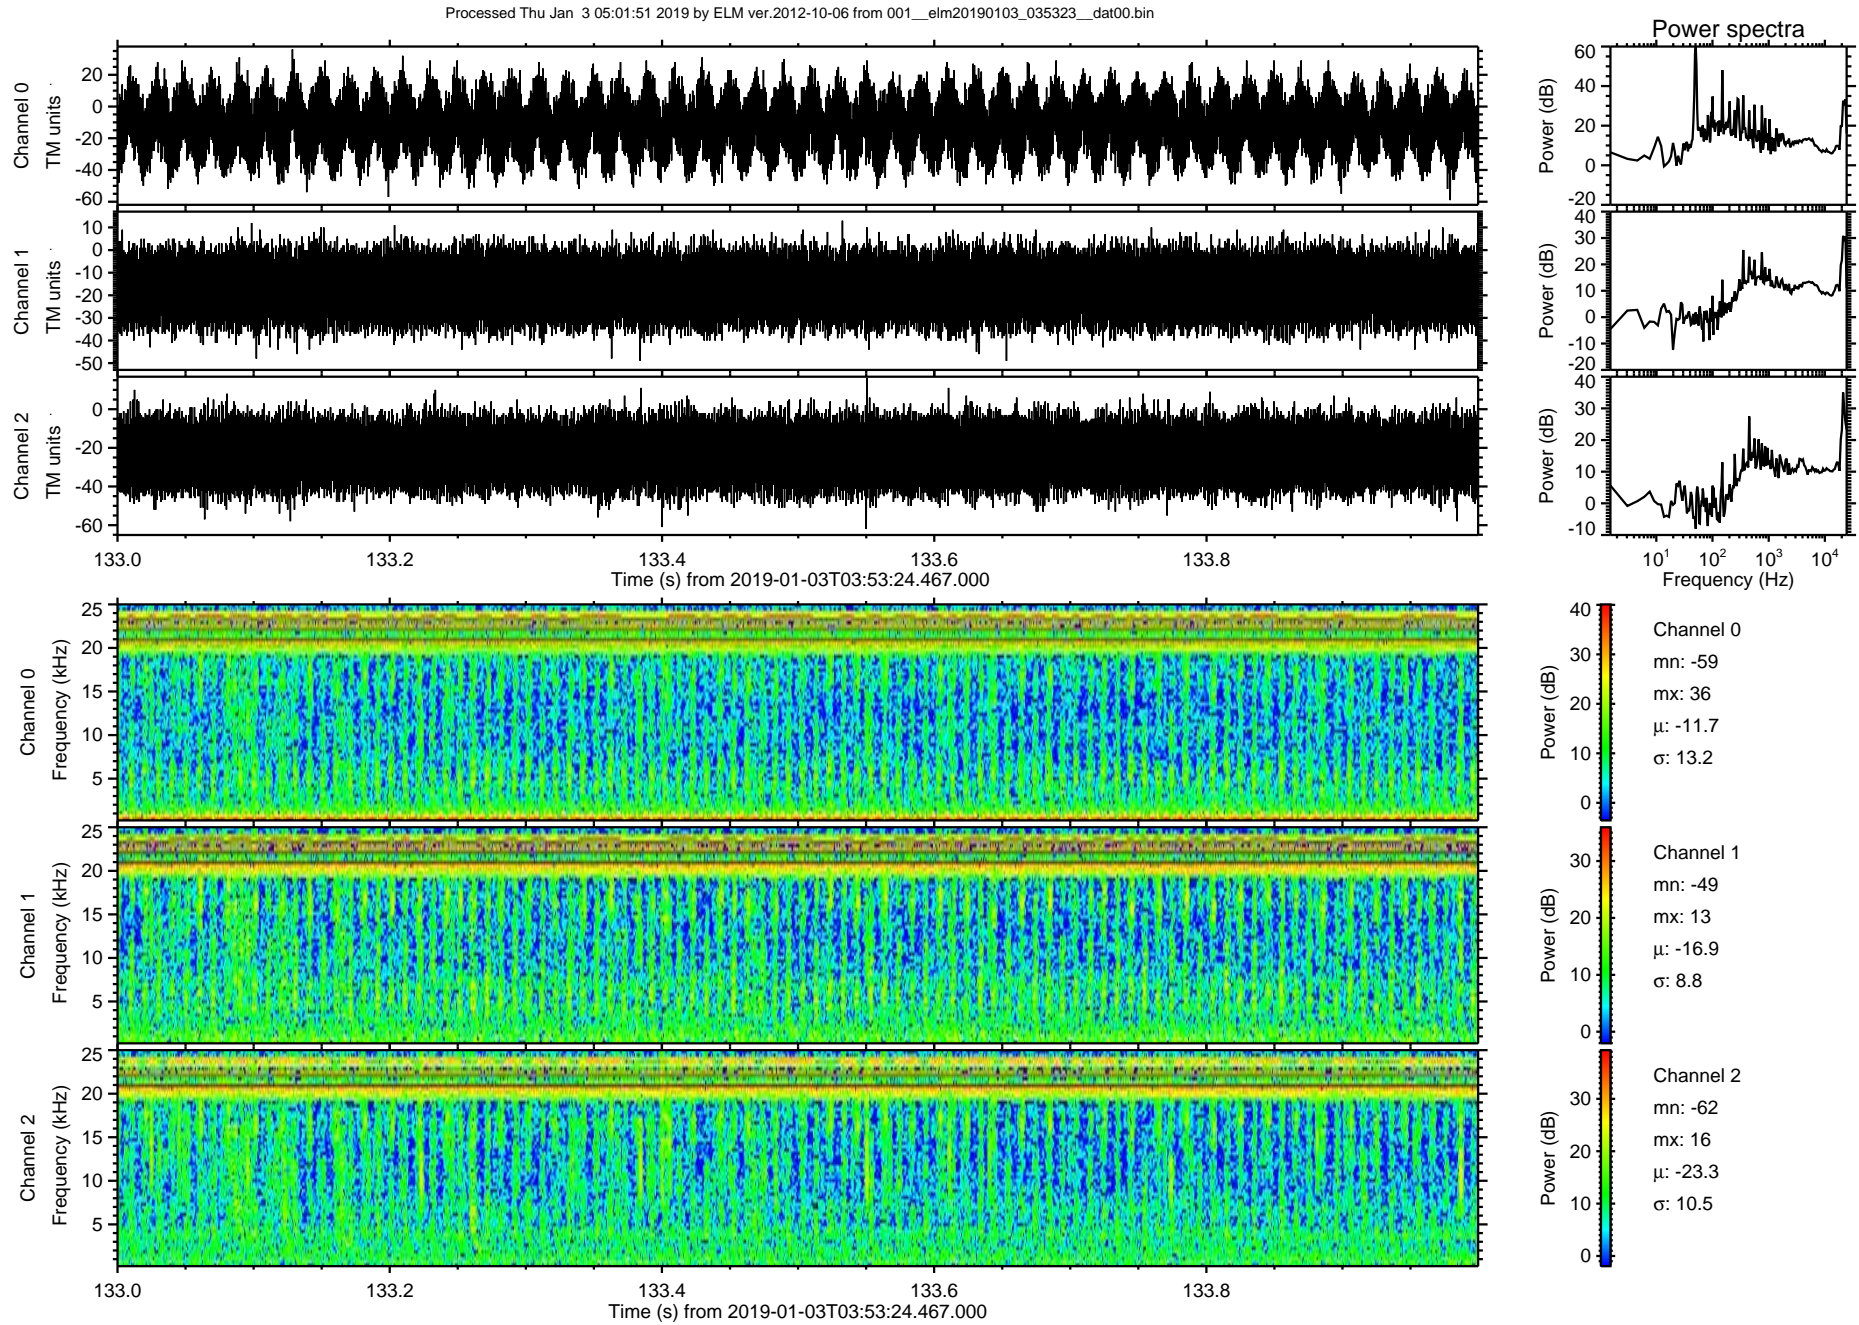 Processed Thu Jan  3 05:01:51 2019 by ELM ver.2012-10-06 from 001__elm20190103_035323__dat00.bin
Power spectra
Channel 0
TM units
20
0
-20
-40
-60
Power (dB)
60
40
20
0
-20
Channel 1
TM units
10
0
-10
-20
-30
-40
-50
Power (dB)
40
30
20
10
0
-10
-20
Channel 2
TM units
0
-20
-40
-60
Power (dB)
40
30
20
10
0
-10
133.0 133.2 133.4 133.6 133.8
Time (s) from 2019-01-03T03:53:24.467.000
10¹ 10² 10³ 10⁴
Frequency (Hz)
Channel 0
Frequency (kHz)
25
20
15
10
5
Power (dB)
40
30
20
10
0
Channel 0
mn: -59
mx: 36
µ: -11.7
σ: 13.2
Channel 1
Frequency (kHz)
25
20
15
10
5
Power (dB)
30
20
10
0
Channel 1
mn: -49
mx: 13
µ: -16.9
σ: 8.8
Channel 2
Frequency (kHz)
25
20
15
10
5
Power (dB)
30
20
10
0
Channel 2
mn: -62
mx: 16
µ: -23.3
σ: 10.5
133.0 133.2 133.4 133.6 133.8
Time (s) from 2019-01-03T03:53:24.467.000